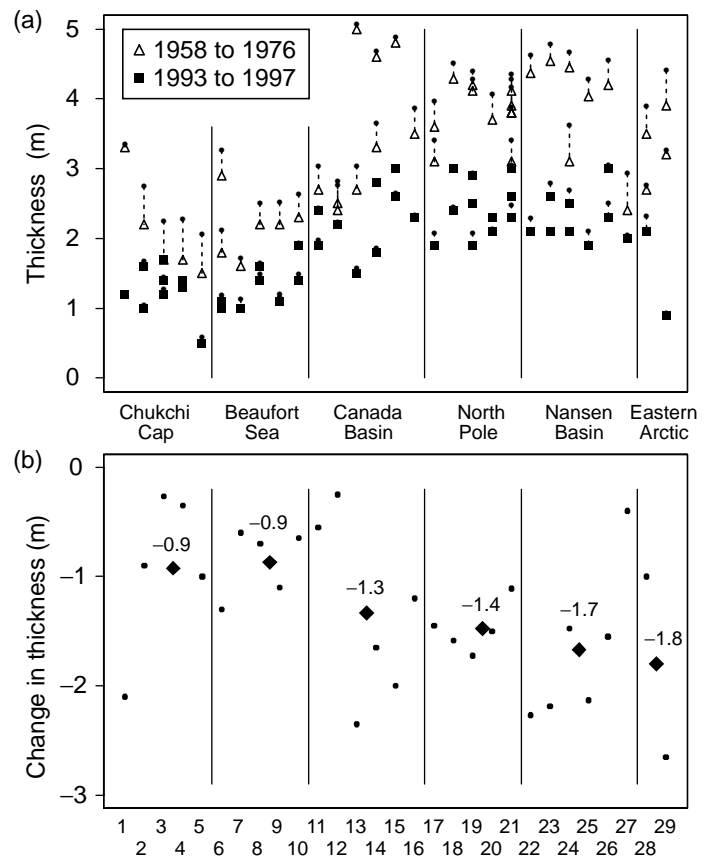 (a)
5
4
3
2
1
0
Thickness (m)
1958 to 1976
1993 to 1997
Chukchi Cap
Beaufort Sea
Canada Basin
North Pole
Nansen Basin
Eastern Arctic
(b)
0
−1
−2
−3
Change in thickness (m)
−0.9
−0.9
−1.3
−1.4
−1.7
−1.8
1 3 5 7 9 11 13 15 17 19 21 23 25 27 29
2 4 6 8 10 12 14 16 18 20 22 24 26 28